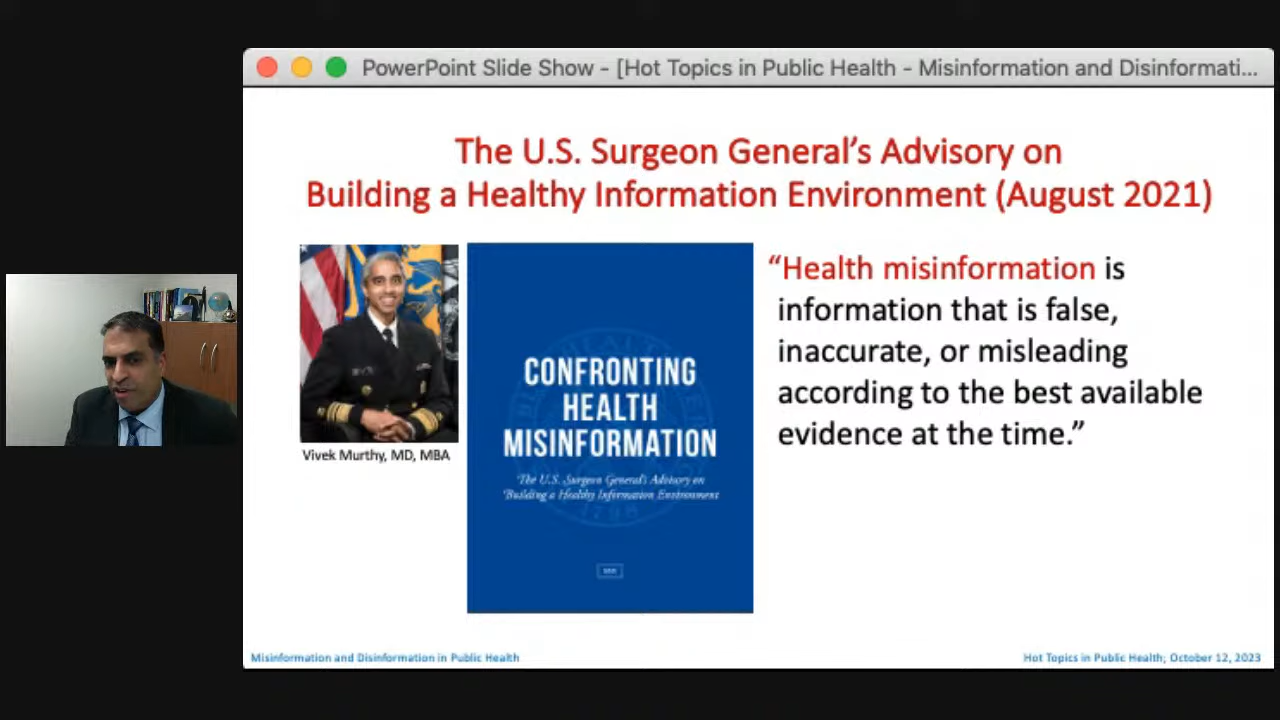 PowerPoint Slide Show - [Hot Topics in Public Health - Misinformation and Disinformati...
The U.S. Surgeon General's Advisory on
Building a Healthy Information Environment (August 2021)
Vivek Murthy, MD, MBA
CONFRONTING
HEALTH
MISINFORMATION
The U.S. Surgeon General's Advisory on
Building a Healthy Information Environment
1798
“Health misinformation is
information that is false,
inaccurate, or misleading
according to the best available
evidence at the time.”
Misinformation and Disinformation in Public Health
Hot Topics in Public Health; October 12, 2023